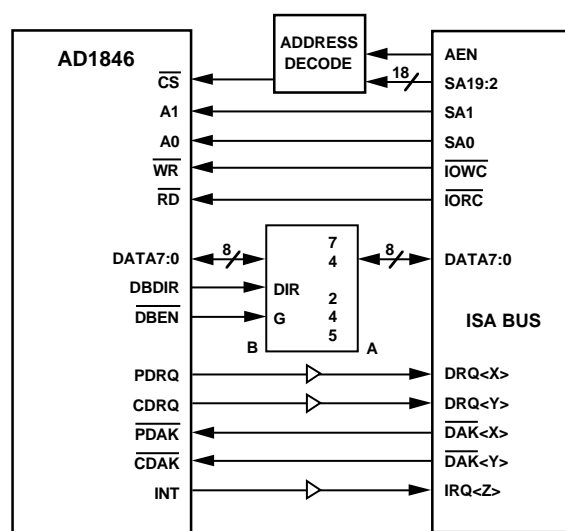 AD1846
ADDRESS
DECODE
AEN
CS
18
SA19:2
A1
SA1
A0
SA0
WR
IOWC
RD
IORC
DATA7:0
8
7
4
8
DATA7:0
DBDIR
DIR
2
DBEN
G
4
5
ISA BUS
B
A
PDRQ
DRQ<X>
CDRQ
DRQ<Y>
PDAK
DAK<X>
CDAK
DAK<Y>
INT
IRQ<Z>